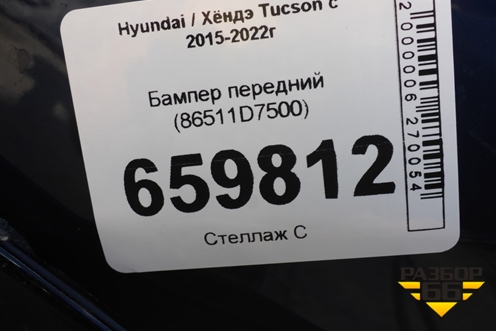 Hyundai / Хёндэ Tucson с
2015-2022г
Бампер передний
(86511D7500)
659812
Стеллаж С
2000006270054
РАЗБОР
66